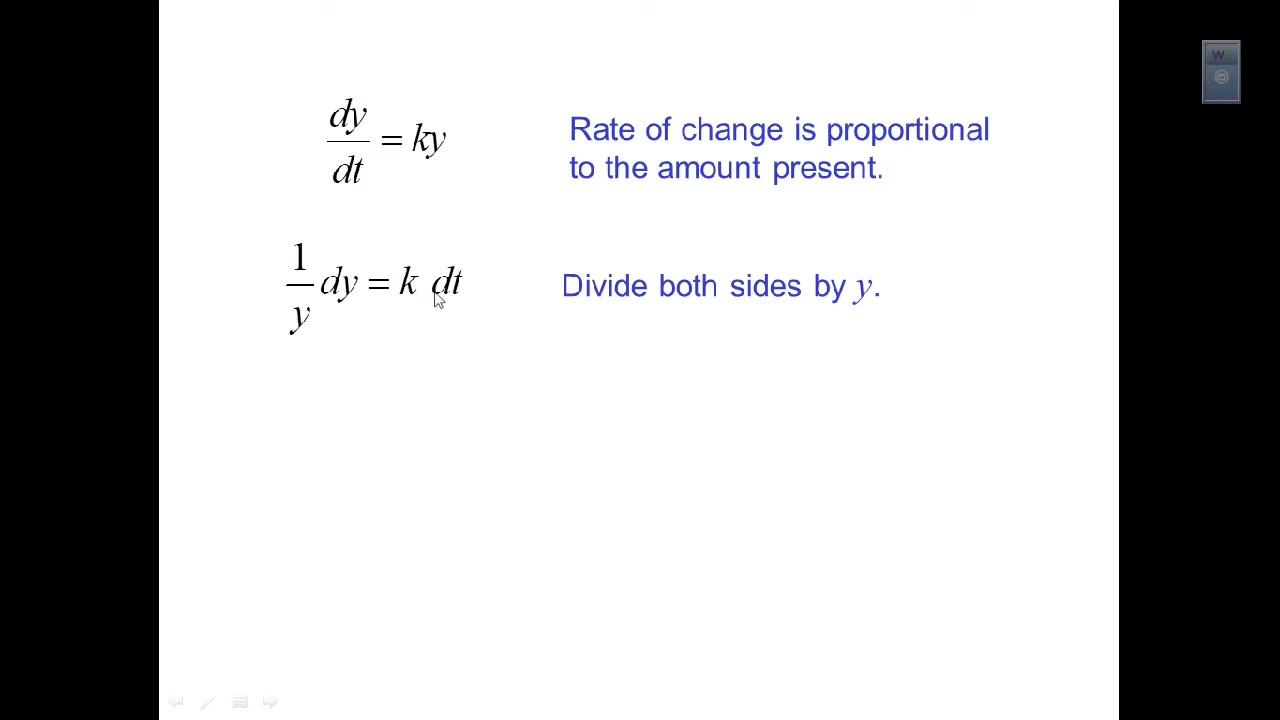 dy/dt = ky
Rate of change is proportional
to the amount present.
1/y dy = k dt
Divide both sides by y.
W